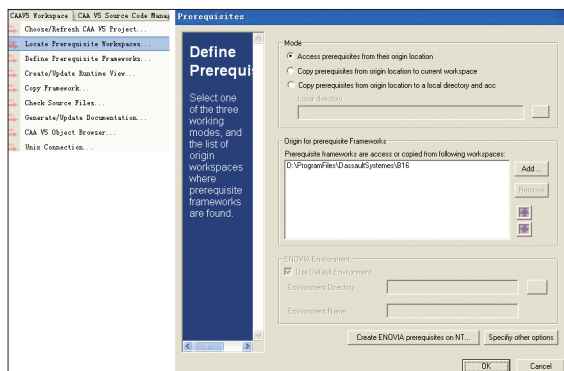 CAAV5 Workspace CAA V5 Source Code Manag
Choose/Refresh CAA V5 Project...
Locate Prerequisite Workspaces...
Define Prerequisite Frameworks...
Create/Update Runtime View...
Copy Framework...
Check Source Files...
Generate/Update Documentation...
CAA V5 Object Browser...
Unix Connection...
Prerequisites
Define
Prerequi
Select one
of the three
working
modes, and
the list of
origin
workspaces
where
prerequisite
frameworks
are found.
Mode
Access prerequisites from their origin location
Copy prerequisites from origin location to current workspace
Copy prerequisites from origin location to a local directory and acc
Local directory:
...
Origin for prerequisite Frameworks
Prerequisite frameworks are access or copied from following workspaces:
D:\ProgramFiles\DassaultSystemes\B16
Add ...
Remove
ENOVIA Environment
Use Default Environment
Environment Directory
...
Environment Name
Create ENOVIA prerequisites on NT...
Specifiy other options
OK
Cancel